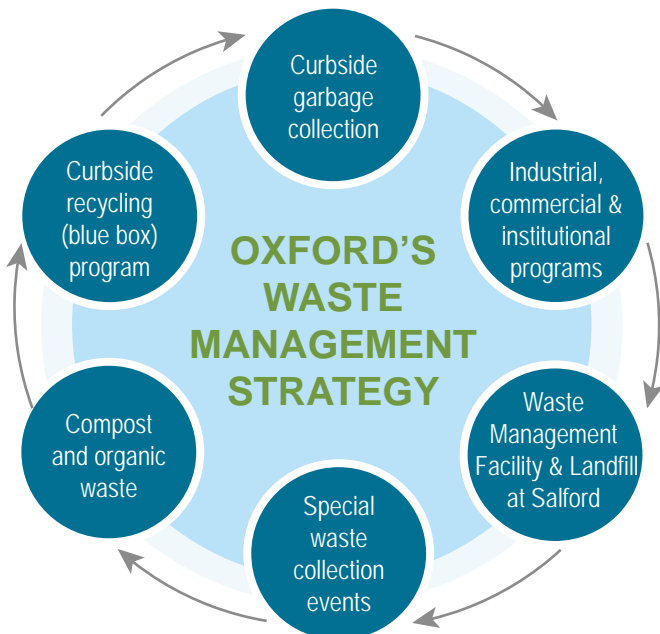 Curbside
garbage
collection
Industrial,
commercial &
institutional
programs
Waste
Management
Facility & Landfill
at Salford
Special
waste
collection
events
Compost
and organic
waste
Curbside
recycling
(blue box)
program
OXFORD'S
WASTE
MANAGEMENT
STRATEGY